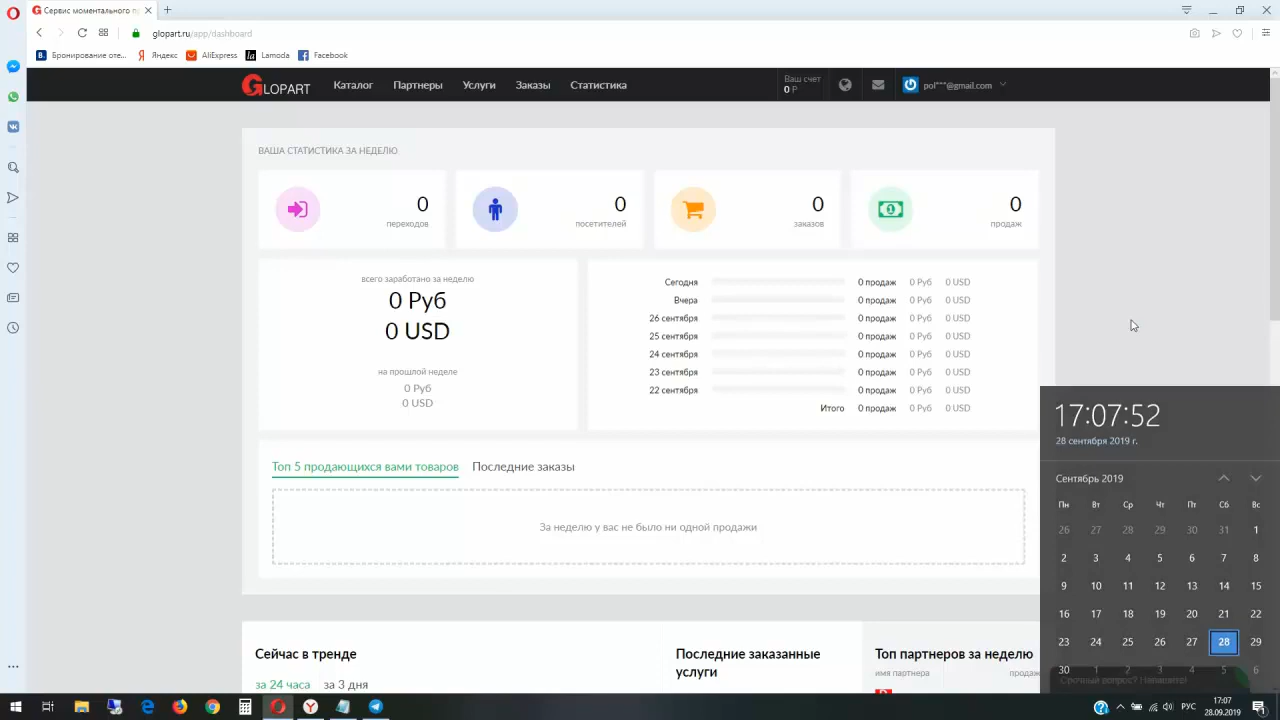 Сервис моментального п
glopart.ru/app/dashboard
Бронирование оте... Яндекс AliExpress Lamoda Facebook
GLOPART Каталог Партнеры Услуги Заказы Статистика
Ваш счет
0 Р
pol***@gmail.com
ВАША СТАТИСТИКА ЗА НЕДЕЛЮ
0 переходов
0 посетителей
0 заказов
0 продаж
всего заработано за неделю
0 Руб
0 USD
на прошлой неделе
0 Руб
0 USD
Сегодня 0 продаж 0 Руб 0 USD
Вчера 0 продаж 0 Руб 0 USD
26 сентября 0 продаж 0 Руб 0 USD
25 сентября 0 продаж 0 Руб 0 USD
24 сентября 0 продаж 0 Руб 0 USD
23 сентября 0 продаж 0 Руб 0 USD
22 сентября 0 продаж 0 Руб 0 USD
Итого 0 продаж 0 Руб 0 USD
Топ 5 продающихся вами товаров Последние заказы
За неделю у вас не было ни одной продажи
Сейчас в тренде
за 24 часа за 3 дня
Последние заказанные
услуги
Топ партнеров за неделю
имя партнера продаж
17:07:52
28 сентября 2019 г.
Сентябрь 2019
Пн Вт Ср Чт Пт Сб Вс
26 27 28 29 30 31 1
2 3 4 5 6 7 8
9 10 11 12 13 14 15
16 17 18 19 20 21 22
23 24 25 26 27 28 29
30 1 2 3 4 5 6
Срочный вопрос? Напишите!
РУС
17:07
28.09.2019